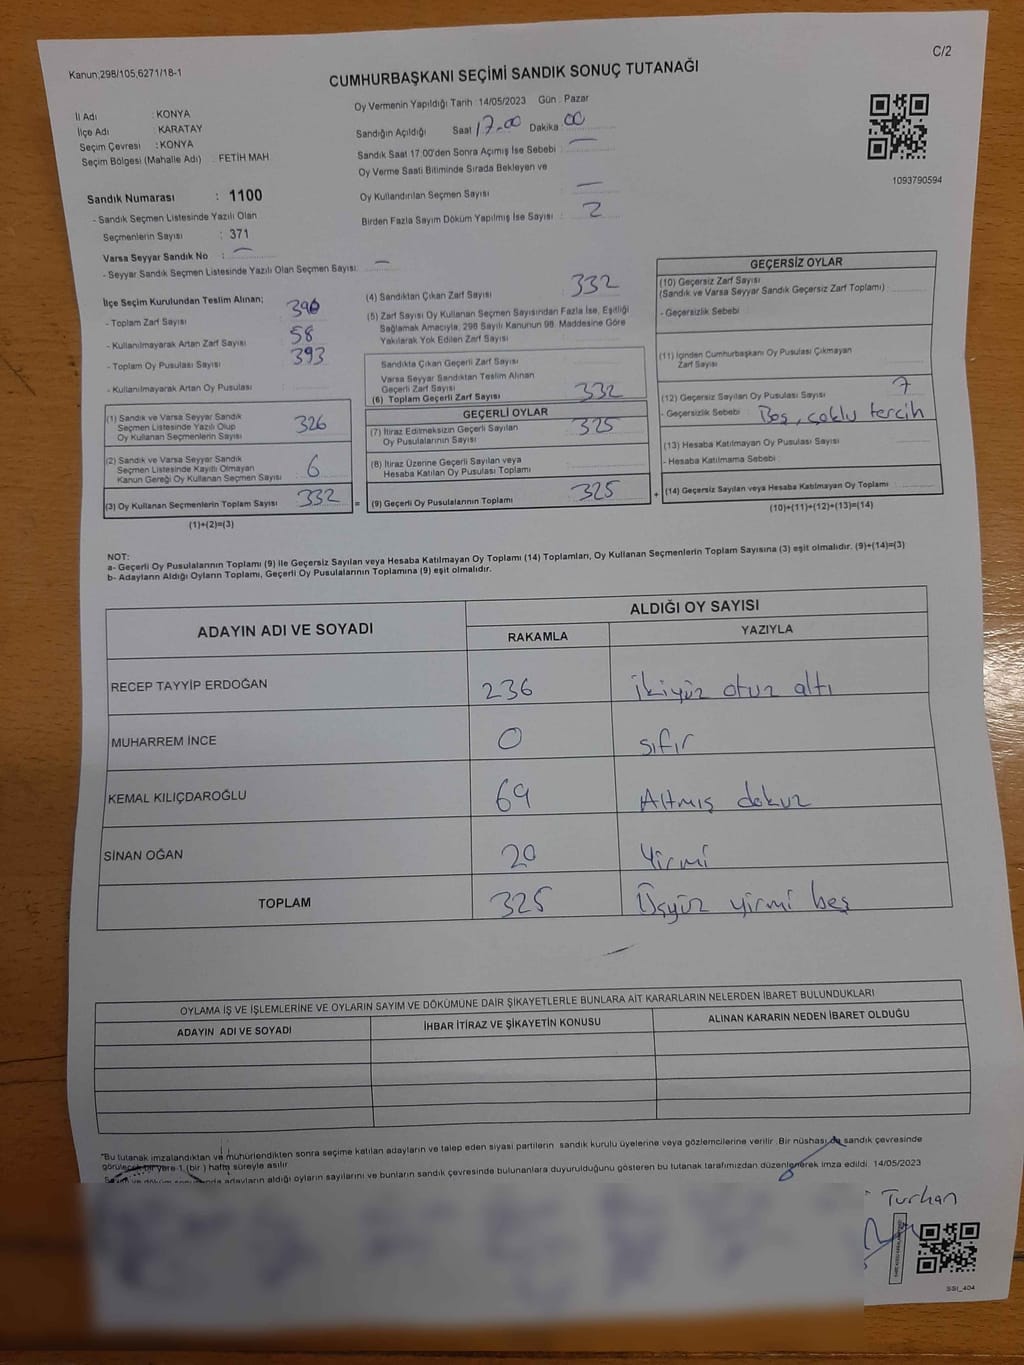 C/2
Kanun;298/105,6271/18-1
CUMHURBAŞKANI SEÇİMİ SANDIK SONUÇ TUTANAĞI
İl Adı : KONYA
İlçe Adı : KARATAY
Seçim Çevresi : KONYA
Seçim Bölgesi (Mahalle Adı) : FETİH MAH
Oy Vermenin Yapıldığı Tarih : 14/05/2023 Gün : Pazar
Sandığın Açıldığı Saat 17.00 Dakika : 00
Sandık Saat 17.00'den Sonra Açımış İse Sebebi : —
Oy Verme Saati Bitiminde Sırada Bekleyen ve
Oy Kullandırılan Seçmen Sayısı : —
Birden Fazla Sayım Döküm Yapılmış İse Sayısı : 2
1093790594
Sandık Numarası : 1100
- Sandık Seçmen Listesinde Yazılı Olan
Seçmenlerin Sayısı : 371
Varsa Seyyar Sandık No : —
- Seyyar Sandık Seçmen Listesinde Yazılı Olan Seçmen Sayısı: —
İlçe Seçim Kurulundan Teslim Alınan;
- Toplam Zarf Sayısı : 390
- Kullanılmayarak Artan Zarf Sayısı : 58
- Toplam Oy Pusulası Sayısı : 393
- Kullanılmayarak Artan Oy Pusulası :
(1) Sandık ve Varsa Seyyar Sandık
Seçmen Listesinde Yazılı Olup
Oy Kullanan Seçmenlerin Sayısı : 326
(2) Sandık ve Varsa Seyyar Sandık
Seçmen Listesinde Kayıtlı Olmayan
Kanun Gereği Oy Kullanan Seçmen Sayısı : 6
(3) Oy Kullanan Seçmenlerin Toplam Sayısı : 332 =
(1)+(2)=(3)
(4) Sandıktan Çıkan Zarf Sayısı : 332
(5) Zarf Sayısı Oy Kullanan Seçmen Sayısından Fazla İse, Eşitliği
Sağlamak Amacıyla, 298 Sayılı Kanunun 98. Maddesine Göre
Yakılarak Yok Edilen Zarf Sayısı :
Sandıkta Çıkan Geçerli Zarf Sayısı :
Varsa Seyyar Sandıktan Teslim Alınan
Geçerli Zarf Sayısı :
(6) Toplam Geçerli Zarf Sayısı : 332
GEÇERLİ OYLAR
(7) İtiraz Edilmeksizin Geçerli Sayılan
Oy Pusulalarının Sayısı : 325
(8) İtiraz Üzerine Geçerli Sayılan veya
Hesaba Katılan Oy Pusulası Toplamı :
(9) Geçerli Oy Pusulalarının Toplamı : 325 +
GEÇERSİZ OYLAR
(10) Geçersiz Zarf Sayısı
(Sandık ve Varsa Seyyar Sandık Geçersiz Zarf Toplamı) :
- Geçersizlik Sebebi :
(11) İçinden Cumhurbaşkanı Oy Pusulası Çıkmayan
Zarf Sayısı :
(12) Geçersiz Sayılan Oy Pusulası Sayısı : 7
- Geçersizlik Sebebi : Boş, çoklu tercih
(13) Hesaba Katılmayan Oy Pusulası Sayısı :
- Hesaba Katılmama Sebebi :
(14) Geçersiz Sayılan veya Hesaba Katılmayan Oy Toplamı :
(10)+(11)+(12)+(13)=(14)
NOT:
a- Geçerli Oy Pusulalarının Toplamı (9) ile Geçersiz Sayılan veya Hesaba Katılmayan Oy Toplamı (14) Toplamları, Oy Kullanan Seçmenlerin Toplam Sayısına (3) eşit olmalıdır. (9)+(14)=(3)
b- Adayların Aldığı Oyların Toplamı, Geçerli Oy Pusulalarının Toplamına (9) eşit olmalıdır.
ADAYIN ADI VE SOYADI
ALDIĞI OY SAYISI
RAKAMLA YAZIYLA
RECEP TAYYİP ERDOĞAN 236 ikiyüz otuz altı
MUHARREM İNCE 0 sıfır
KEMAL KILIÇDAROĞLU 69 Altmış dokuz
SİNAN OĞAN 20 Yirmi
TOPLAM 325 Üçyüz yirmi beş
OYLAMA İŞ VE İŞLEMLERİNE VE OYLARIN SAYIM VE DÖKÜMÜNE DAİR ŞİKAYETLERLE BUNLARA AİT KARARLARIN NELERDEN İBARET BULUNDUKLARI
ADAYIN ADI VE SOYADI İHBAR İTİRAZ VE ŞİKAYETİN KONUSU ALINAN KARARIN NEDEN İBARET OLDUĞU
"Bu tutanak imzalandıktan ve mühürlendikten sonra seçime katılan adayların ve talep eden siyasi partilerin sandık kurulu üyelerine veya gözlemcilerine verilir .Bir nüshası da sandık çevresinde
görülecek bir yere 1 (bir ) hafta süreyle asılır.
adayların aldığı oyların sayılarını ve bunların sandık çevresinde bulunanlara duyurulduğunu gösteren bu tutanak tarafımızdan düzenlenerek imza edildi. 14/05/2023
Turhan
SSI_404